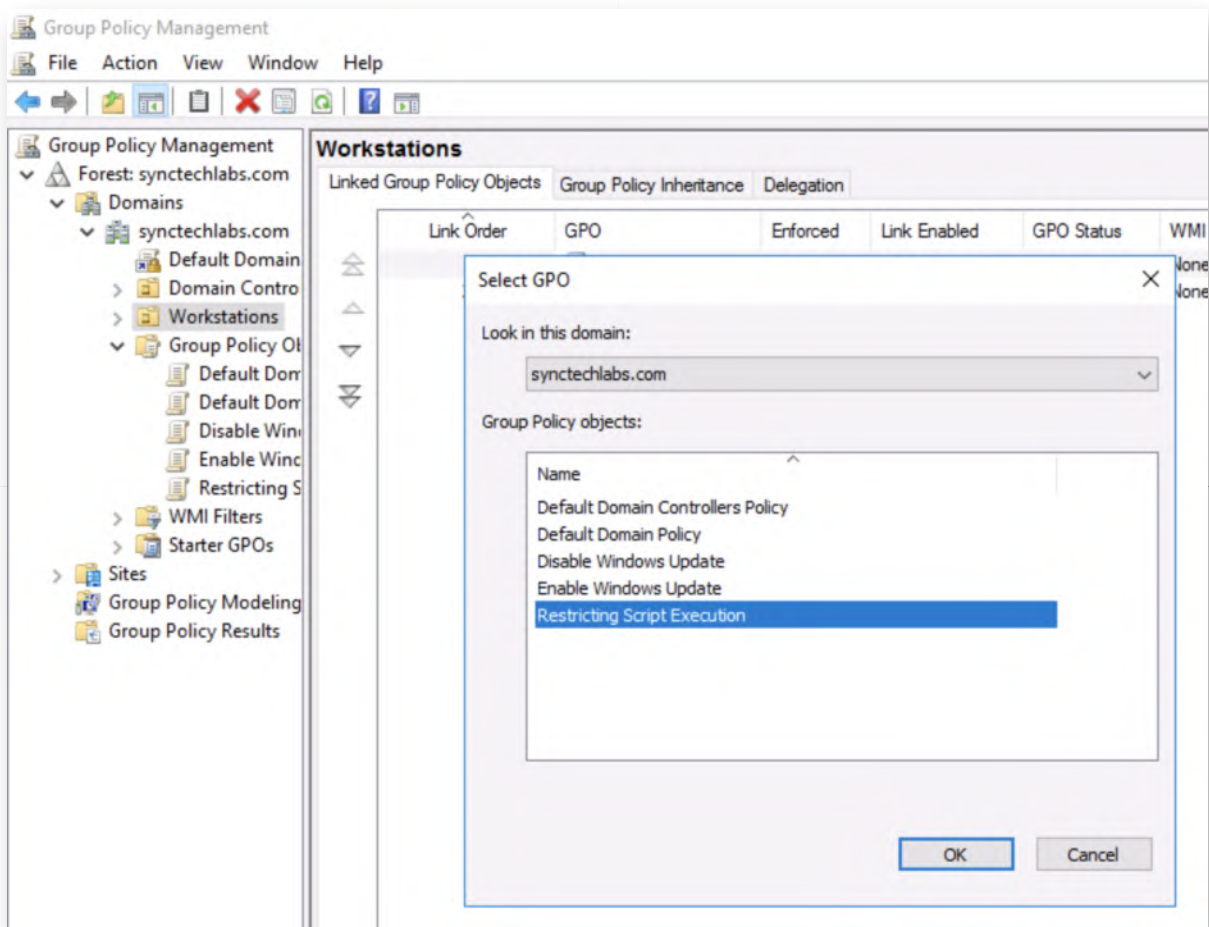 Group Policy Management
File Action View Window Help
Group Policy Management
Forest: synctechlabs.com
Domains
synctechlabs.com
Default Domain
Domain Contro
Workstations
Group Policy Ob
Default Dom
Default Dom
Disable Win
Enable Wind
Restricting S
WMI Filters
Starter GPOs
Sites
Group Policy Modeling
Group Policy Results
Workstations
Linked Group Policy Objects Group Policy Inheritance Delegation
Link Order GPO Enforced Link Enabled GPO Status WMI
None
None
Select GPO
Look in this domain:
synctechlabs.com
Group Policy objects:
Name
Default Domain Controllers Policy
Default Domain Policy
Disable Windows Update
Enable Windows Update
Restricting Script Execution
OK Cancel